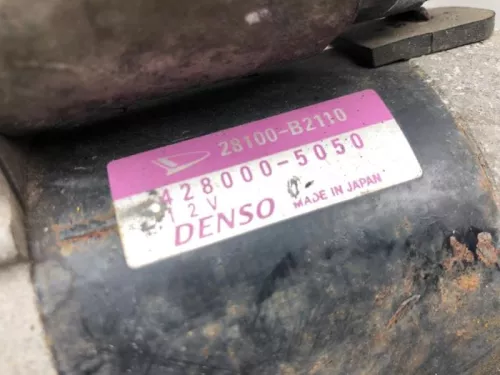 28100-B2110
428000-5050
12V
DENSO MADE IN JAPAN